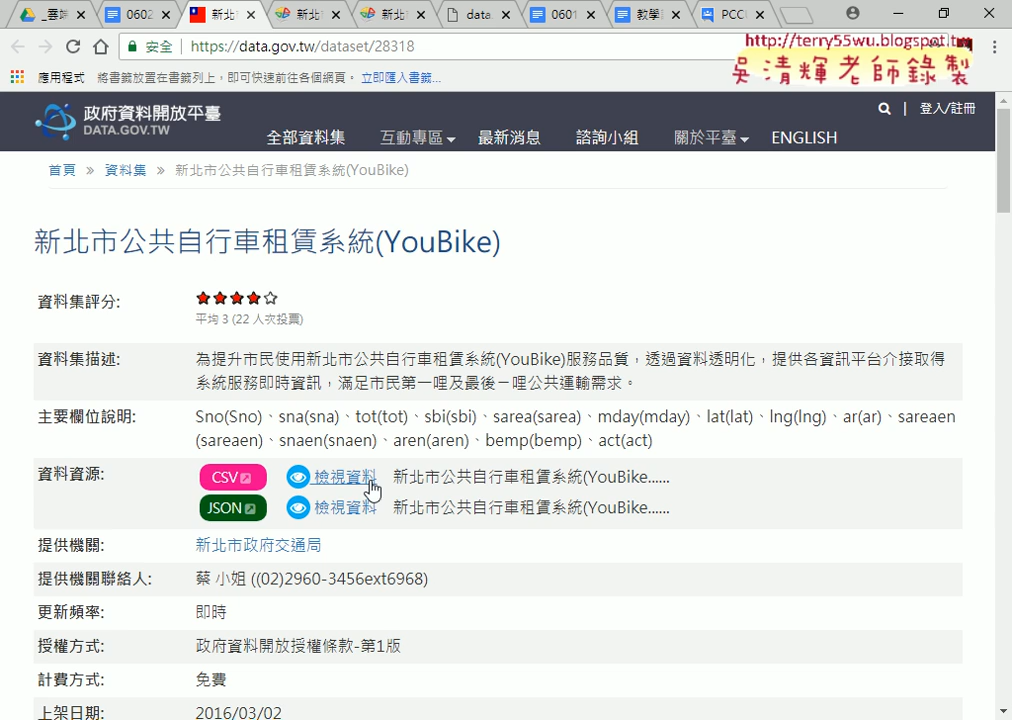 _雲端
0602
新北
新北
新北
data.
0601
教學
PCCU
安全
https://data.gov.tw/dataset/28318
http://terry55wu.blogspot.tw
吳清輝老師錄製
應用程式
將書籤放置在書籤列上，即可快速前往各個網頁。
立即匯入書籤...
政府資料開放平臺
DATA.GOV.TW
登入/註冊
全部資料集
互動專區
最新消息
諮詢小組
關於平臺
ENGLISH
首頁 » 資料集 » 新北市公共自行車租賃系統(YouBike)
新北市公共自行車租賃系統(YouBike)
資料集評分:
平均 3 (22 人次投票)
資料集描述:
為提升市民使用新北市公共自行車租賃系統(YouBike)服務品質，透過資料透明化，提供各資訊平台介接取得
系統服務即時資訊，滿足市民第一哩及最後一哩公共運輸需求。
主要欄位說明:
Sno(Sno)、sna(sna)、tot(tot)、sbi(sbi)、sarea(sarea)、mday(mday)、lat(lat)、lng(lng)、ar(ar)、sareaen
(sareaen)、snaen(snaen)、aren(aren)、bemp(bemp)、act(act)
資料資源:
CSV 檢視資料 新北市公共自行車租賃系統(YouBike......
JSON 檢視資料 新北市公共自行車租賃系統(YouBike......
提供機關:
新北市政府交通局
提供機關聯絡人:
蔡 小姐 ((02)2960-3456ext6968)
更新頻率:
即時
授權方式:
政府資料開放授權條款-第1版
計費方式:
免費
上架日期:
2016/03/02